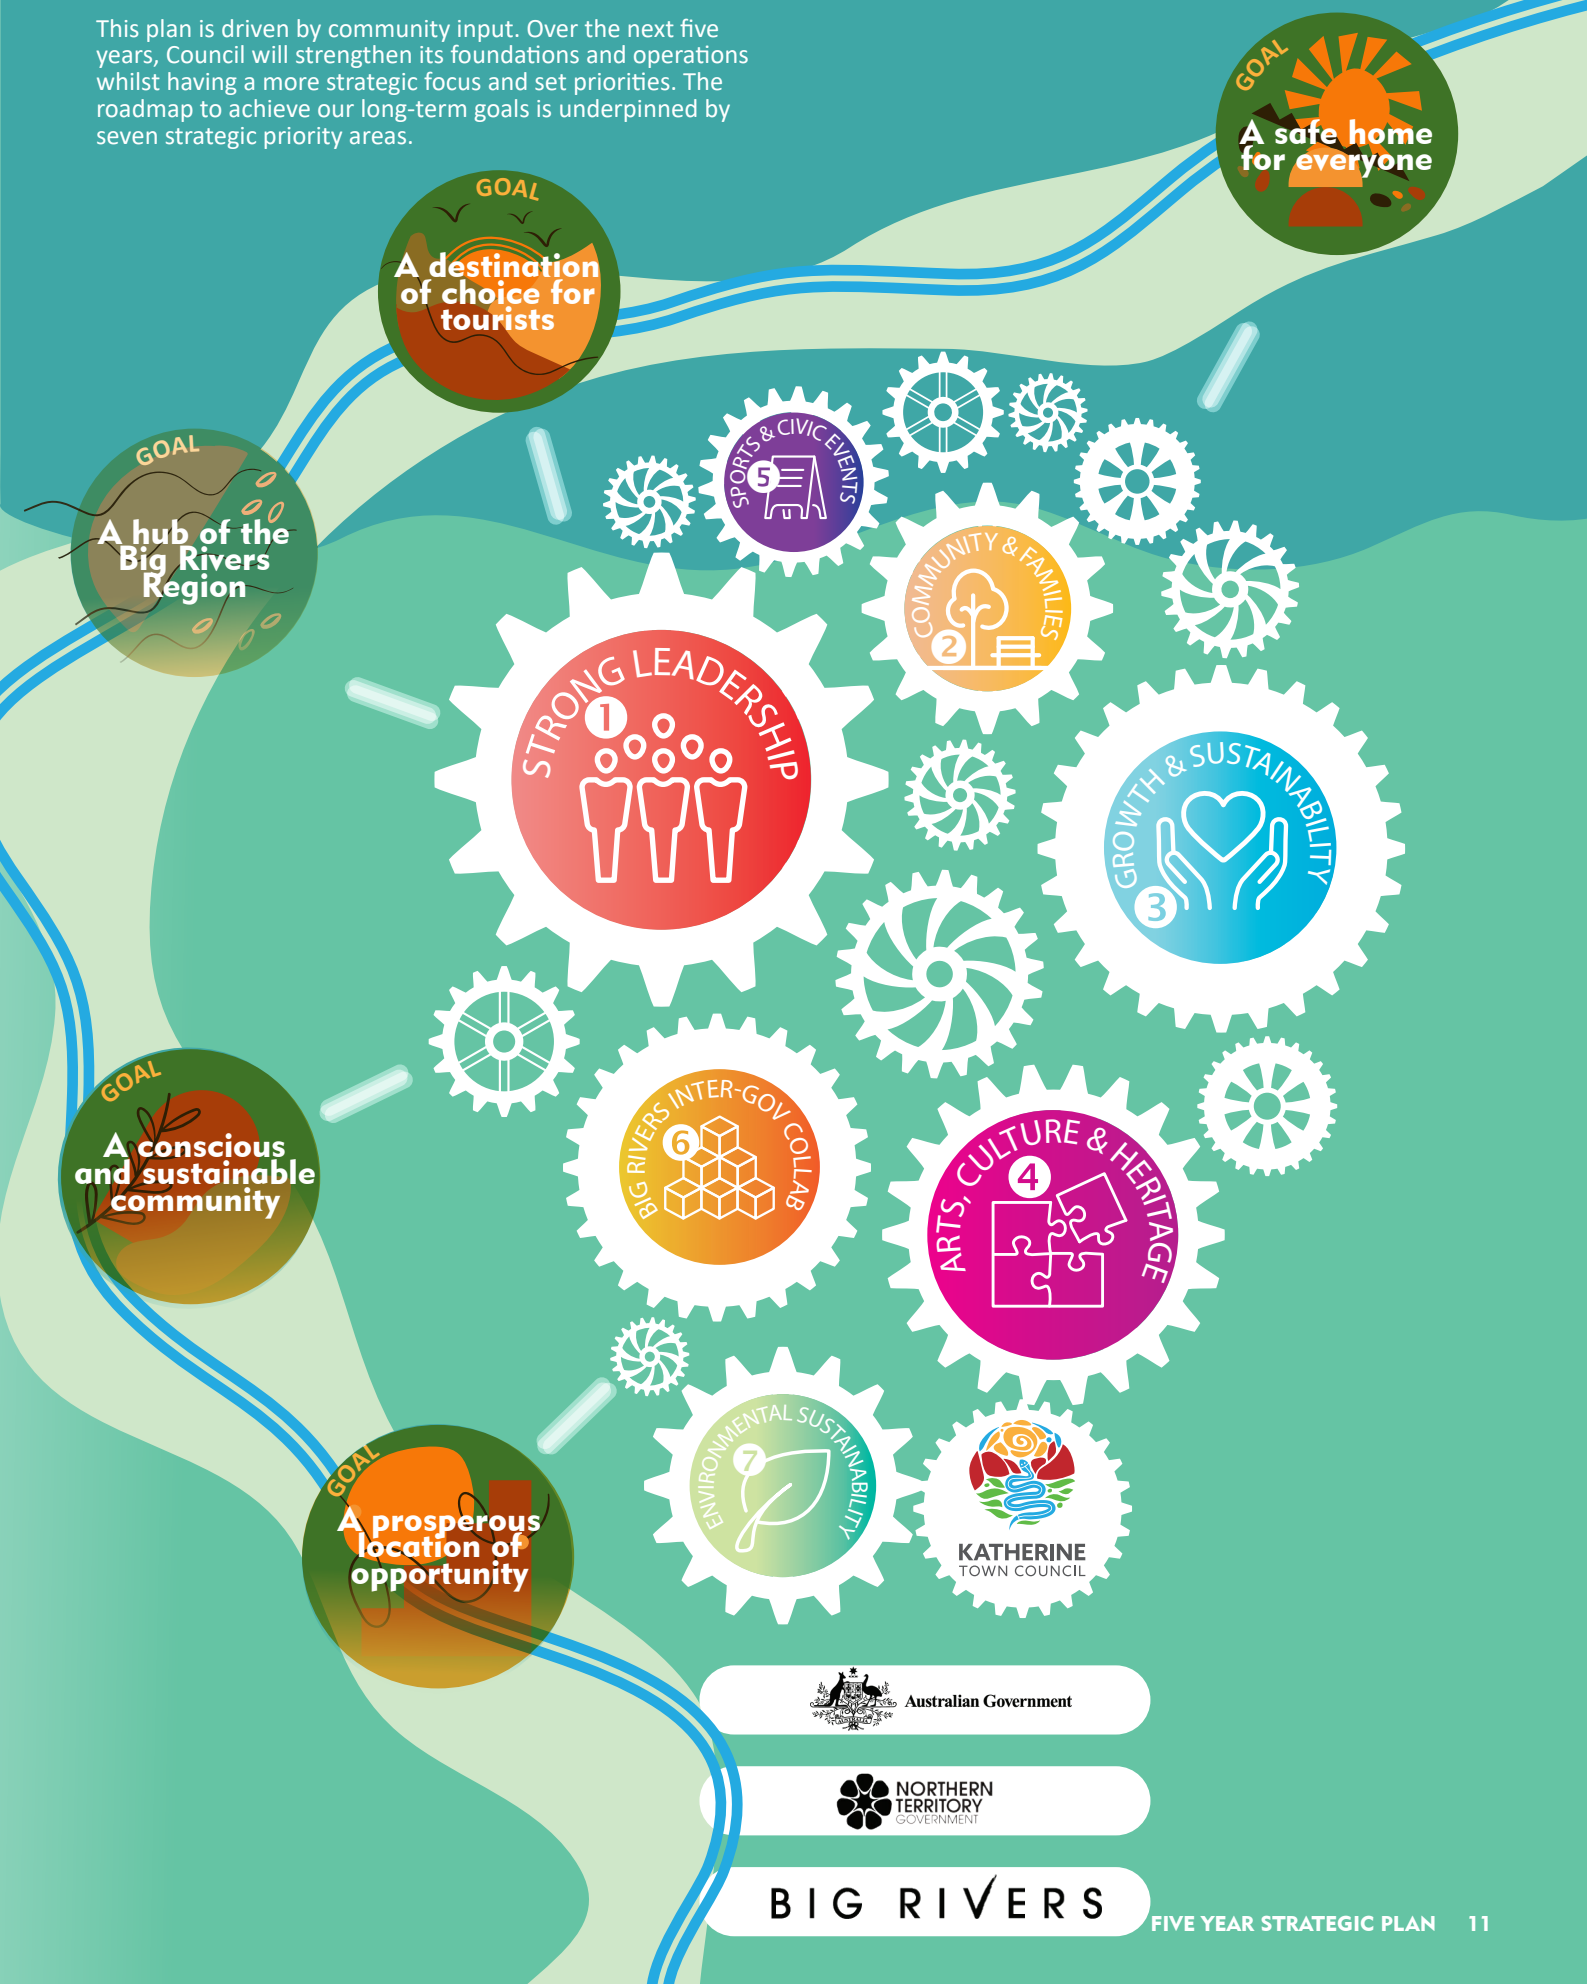 This plan is driven by community input. Over the next five
years, Council will strengthen its foundations and operations
whilst having a more strategic focus and set priorities. The
roadmap to achieve our long-term goals is underpinned by
seven strategic priority areas.
GOAL
A safe home
for everyone
GOAL
A destination
of choice for
tourists
GOAL
A hub of the
Big Rivers
Region
SPORTS & CIVIC EVENTS
5
COMMUNITY & FAMILIES
2
STRONG LEADERSHIP
1
GROWTH & SUSTAINABILITY
3
GOAL
A conscious
and sustainable
community
BIG RIVERS INTER-GOV COLLAB
6
ARTS, CULTURE & HERITAGE
4
GOAL
A prosperous
location of
opportunity
ENVIRONMENTAL SUSTAINABILITY
7
KATHERINE
TOWN COUNCIL
AUSTRALIA
Australian Government
NORTHERN
TERRITORY
GOVERNMENT
BIG RIVERS
FIVE YEAR STRATEGIC PLAN 11